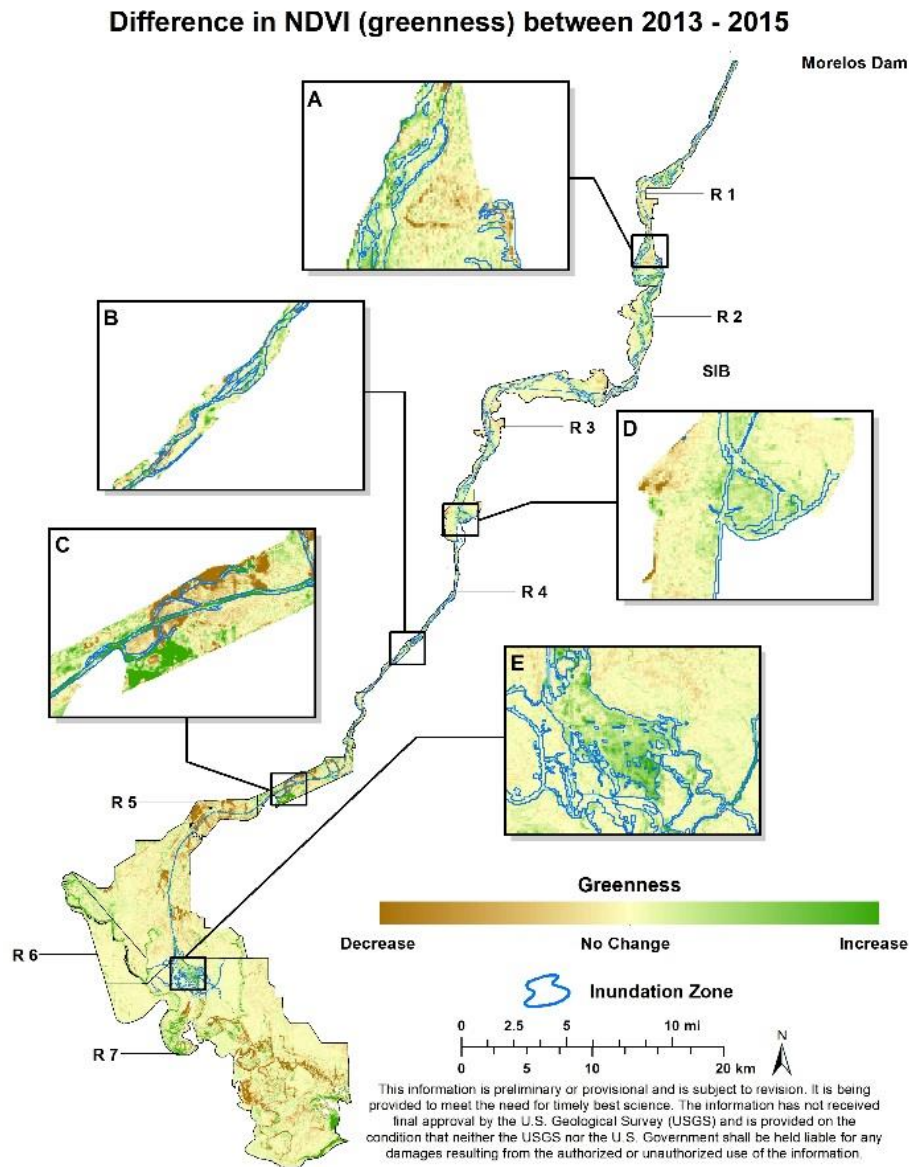 Difference in NDVI (greenness) between 2013 - 2015
Morelos Dam
A
R 1
B
R 2
SIB
R 3
D
C
R 4
E
R 5
Greenness
Decrease
No Change
Increase
R 6
Inundation Zone
0 2.5 5 10 mi
R 7
0 5 10 20 km
N
This information is preliminary or provisional and is subject to revision. It is being
provided to meet the need for timely best science. The information has not received
final approval by the U.S. Geological Survey (USGS) and is provided on the
condition that neither the USGS nor the U.S. Government shall be held liable for any
damages resulting from the authorized or unauthorized use of the information.